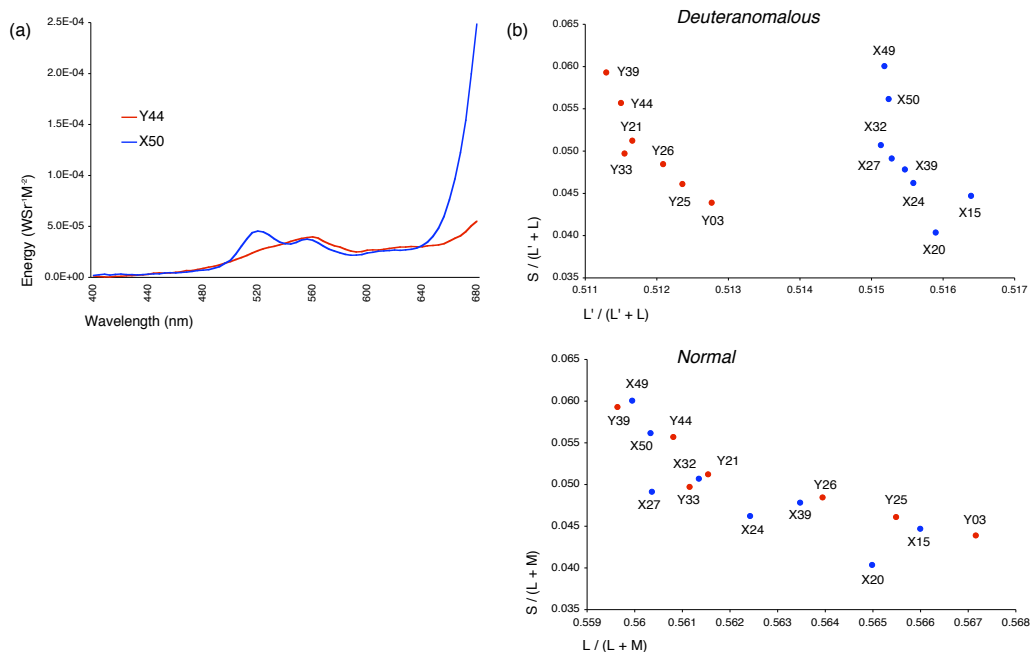 (a)
2.5E-04
2.0E-04
1.5E-04
1.0E-04
5.0E-05
0.0E+00
Energy (WSr⁻¹M⁻²)
Y44
X50
400
440
480
520
560
600
640
680
Wavelength (nm)
(b)
Deuteranomalous
0.065
0.060
0.055
0.050
0.045
0.040
0.035
S / (L' + L)
X49
Y39
Y44
X50
Y21
X32
Y26
Y33
X27
X39
Y25
X24
Y03
X15
X20
0.511
0.512
0.513
0.514
0.515
0.516
0.517
L' / (L' + L)
Normal
0.065
0.060
0.055
0.050
0.045
0.040
0.035
S / (L + M)
X49
Y39
Y44
X50
X32
Y21
Y26
X27
Y33
Y25
Y03
X24
X39
X15
X20
0.559
0.56
0.561
0.562
0.563
0.564
0.565
0.566
0.567
0.568
L / (L + M)